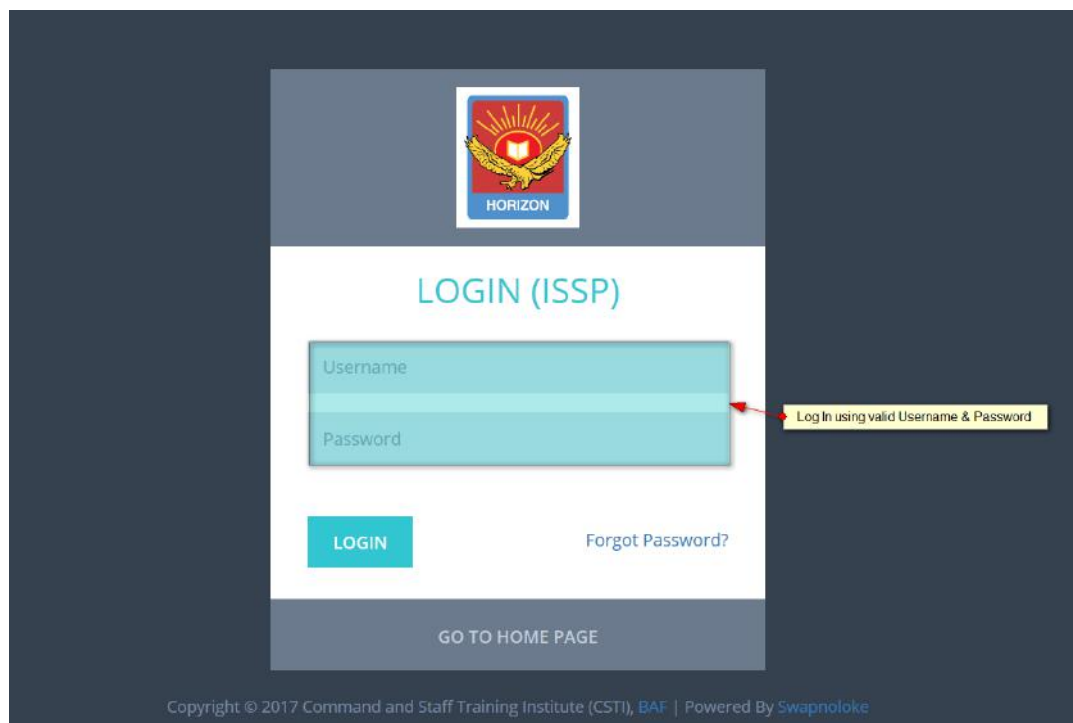 HORIZON
LOGIN (ISSP)
Username
Log In using valid Username & Password
Password
LOGIN
Forgot Password?
GO TO HOME PAGE
Copyright © 2017 Command and Staff Training Institute (CSTI), BAF | Powered By Swapnoloke